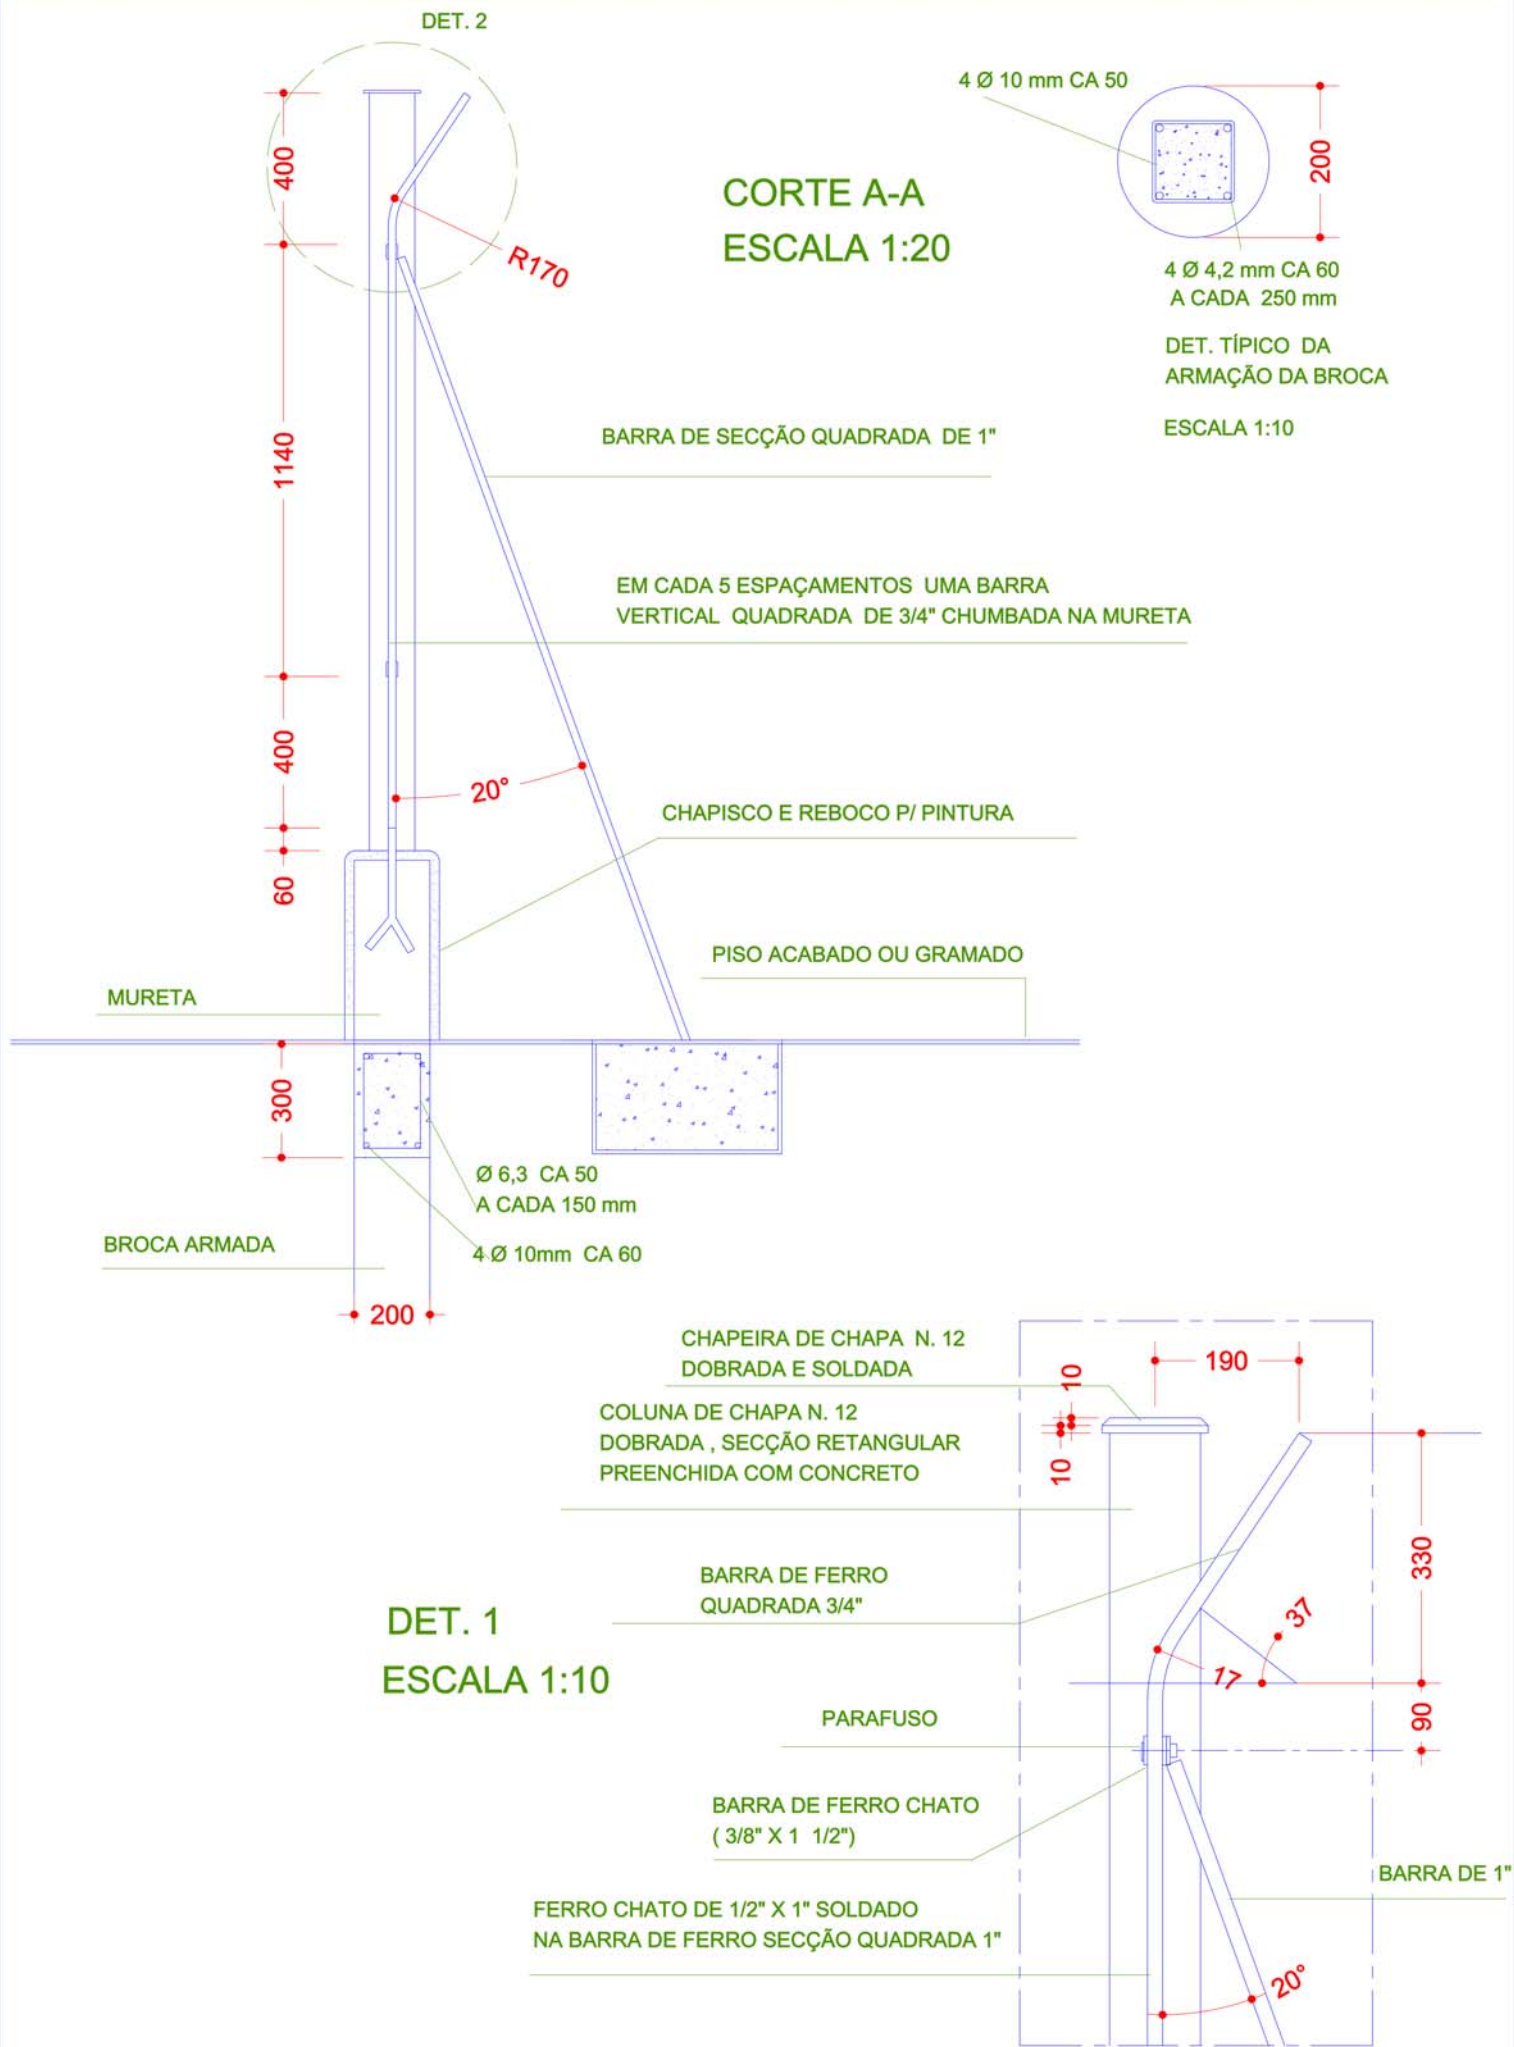 DET. 2
400
R170
1140
400
60
20°
CORTE A-A
ESCALA 1:20
4 Ø 10 mm CA 50
200
4 Ø 4,2 mm CA 60
A CADA 250 mm
DET. TÍPICO DA
ARMAÇÃO DA BROCA
ESCALA 1:10
BARRA DE SECÇÃO QUADRADA DE 1"
EM CADA 5 ESPAÇAMENTOS UMA BARRA
VERTICAL QUADRADA DE 3/4" CHUMBADA NA MURETA
CHAPISCO E REBOCO P/ PINTURA
PISO ACABADO OU GRAMADO
MURETA
300
Ø 6,3 CA 50
A CADA 150 mm
4 Ø 10mm CA 60
BROCA ARMADA
200
CHAPEIRA DE CHAPA N. 12
DOBRADA E SOLDADA
COLUNA DE CHAPA N. 12
DOBRADA , SECÇÃO RETANGULAR
PREENCHIDA COM CONCRETO
10
10
190
330
BARRA DE FERRO
QUADRADA 3/4"
37
17
90
DET. 1
ESCALA 1:10
PARAFUSO
BARRA DE FERRO CHATO
( 3/8" X 1 1/2")
BARRA DE 1"
FERRO CHATO DE 1/2" X 1" SOLDADO
NA BARRA DE FERRO SECÇÃO QUADRADA 1"
20°